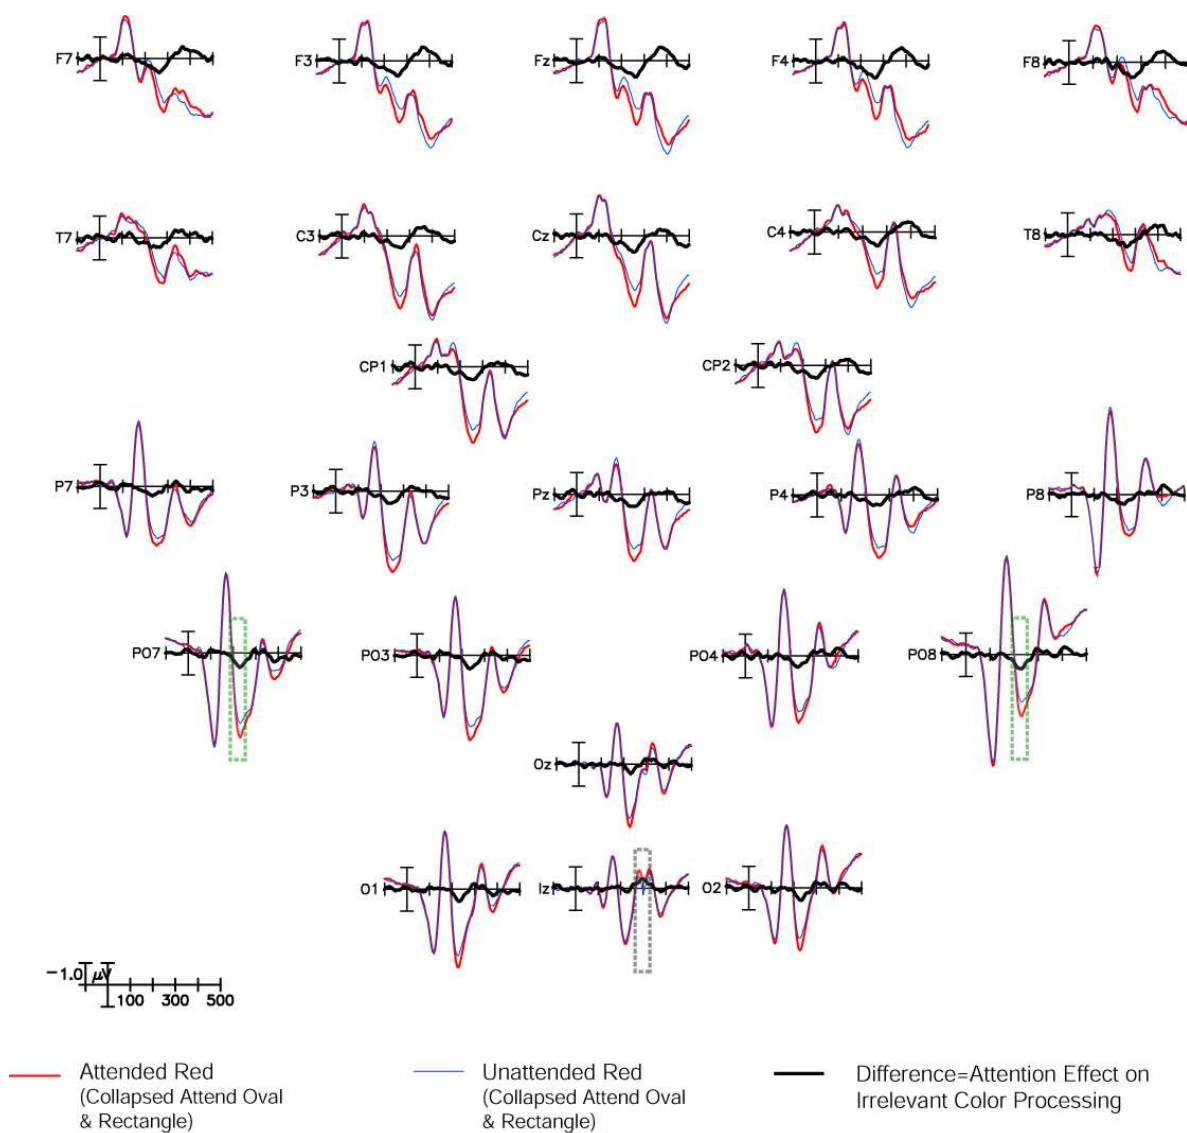 F7 F3 Fz F4 F8
T7 C3 Cz C4 T8
CP1 CP2
P7 P3 Pz P4 P8
PO7 PO3 PO4 PO8
Oz
O1 Iz O2
−1.0 μV
100 300 500
Attended Red
(Collapsed Attend Oval
& Rectangle)
Unattended Red
(Collapsed Attend Oval
& Rectangle)
Difference=Attention Effect on
Irrelevant Color Processing